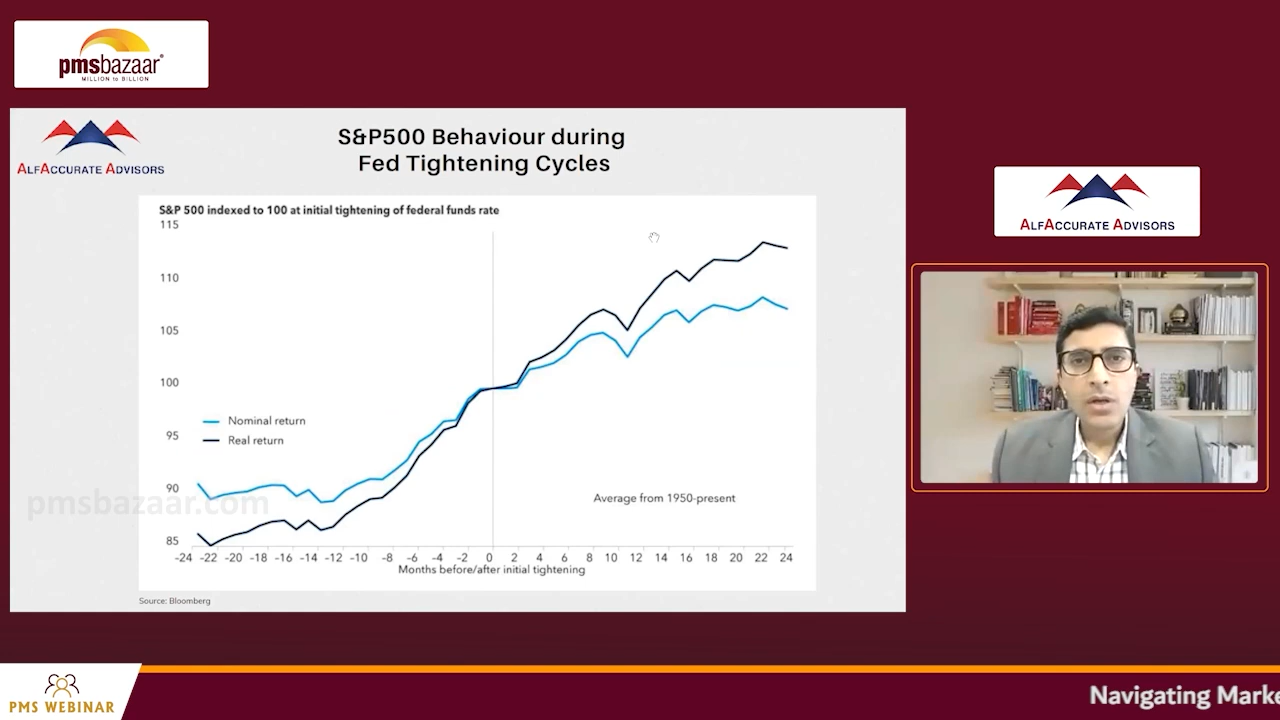 pmsbazaar
MILLION to BILLION
ALFACCURATE ADVISORS
S&P500 Behaviour during
Fed Tightening Cycles
S&P 500 indexed to 100 at initial tightening of federal funds rate
115
110
105
100
95
90
85
Nominal return
Real return
Average from 1950-present
-24 -22 -20 -18 -16 -14 -12 -10 -8 -6 -4 -2 0 2 4 6 8 10 12 14 16 18 20 22 24
Months before/after initial tightening
Source: Bloomberg
pmsbazaar.com
ALFACCURATE ADVISORS
PMS WEBINAR
Navigating Marke